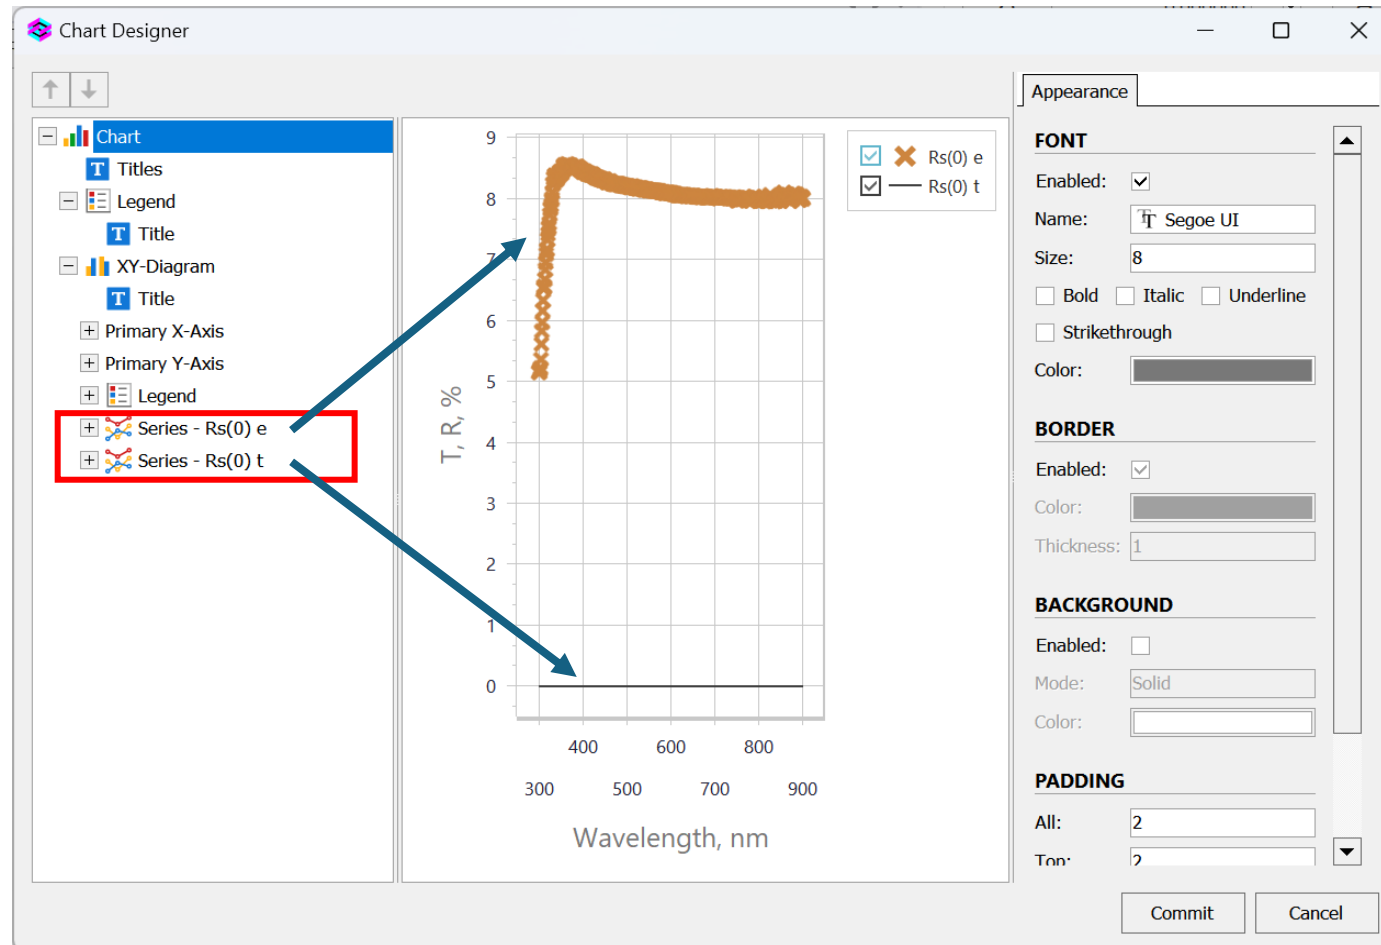 Chart Designer
Chart
Titles
Legend
Title
XY-Diagram
Title
Primary X-Axis
Primary Y-Axis
Legend
Series - Rs(0) e
Series - Rs(0) t
9
8
7
6
5
4
3
2
1
0
T, R, %
400 600 800
300 500 700 900
Wavelength, nm
Rs(0) e
Rs(0) t
Appearance
FONT
Enabled:
Name: Segoe UI
Size: 8
Bold Italic Underline
Strikethrough
Color:
BORDER
Enabled:
Color:
Thickness: 1
BACKGROUND
Enabled:
Mode: Solid
Color:
PADDING
All: 2
Top: 2
Commit Cancel